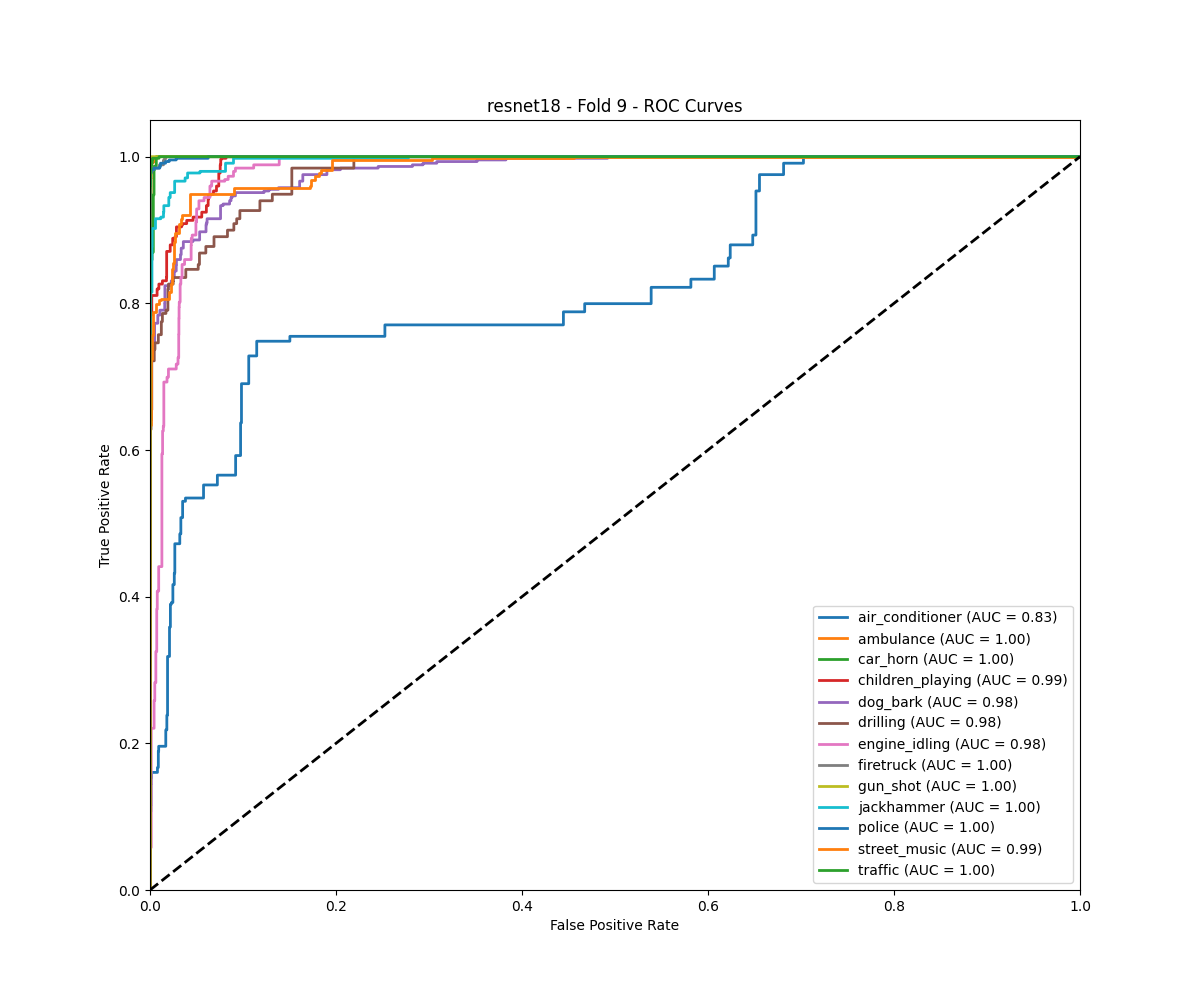 resnet18 - Fold 9 - ROC Curves
1.0
0.8
0.6
0.4
0.2
0.0
True Positive Rate
0.0 0.2 0.4 0.6 0.8 1.0
False Positive Rate
air_conditioner (AUC = 0.83)
ambulance (AUC = 1.00)
car_horn (AUC = 1.00)
children_playing (AUC = 0.99)
dog_bark (AUC = 0.98)
drilling (AUC = 0.98)
engine_idling (AUC = 0.98)
firetruck (AUC = 1.00)
gun_shot (AUC = 1.00)
jackhammer (AUC = 1.00)
police (AUC = 1.00)
street_music (AUC = 0.99)
traffic (AUC = 1.00)